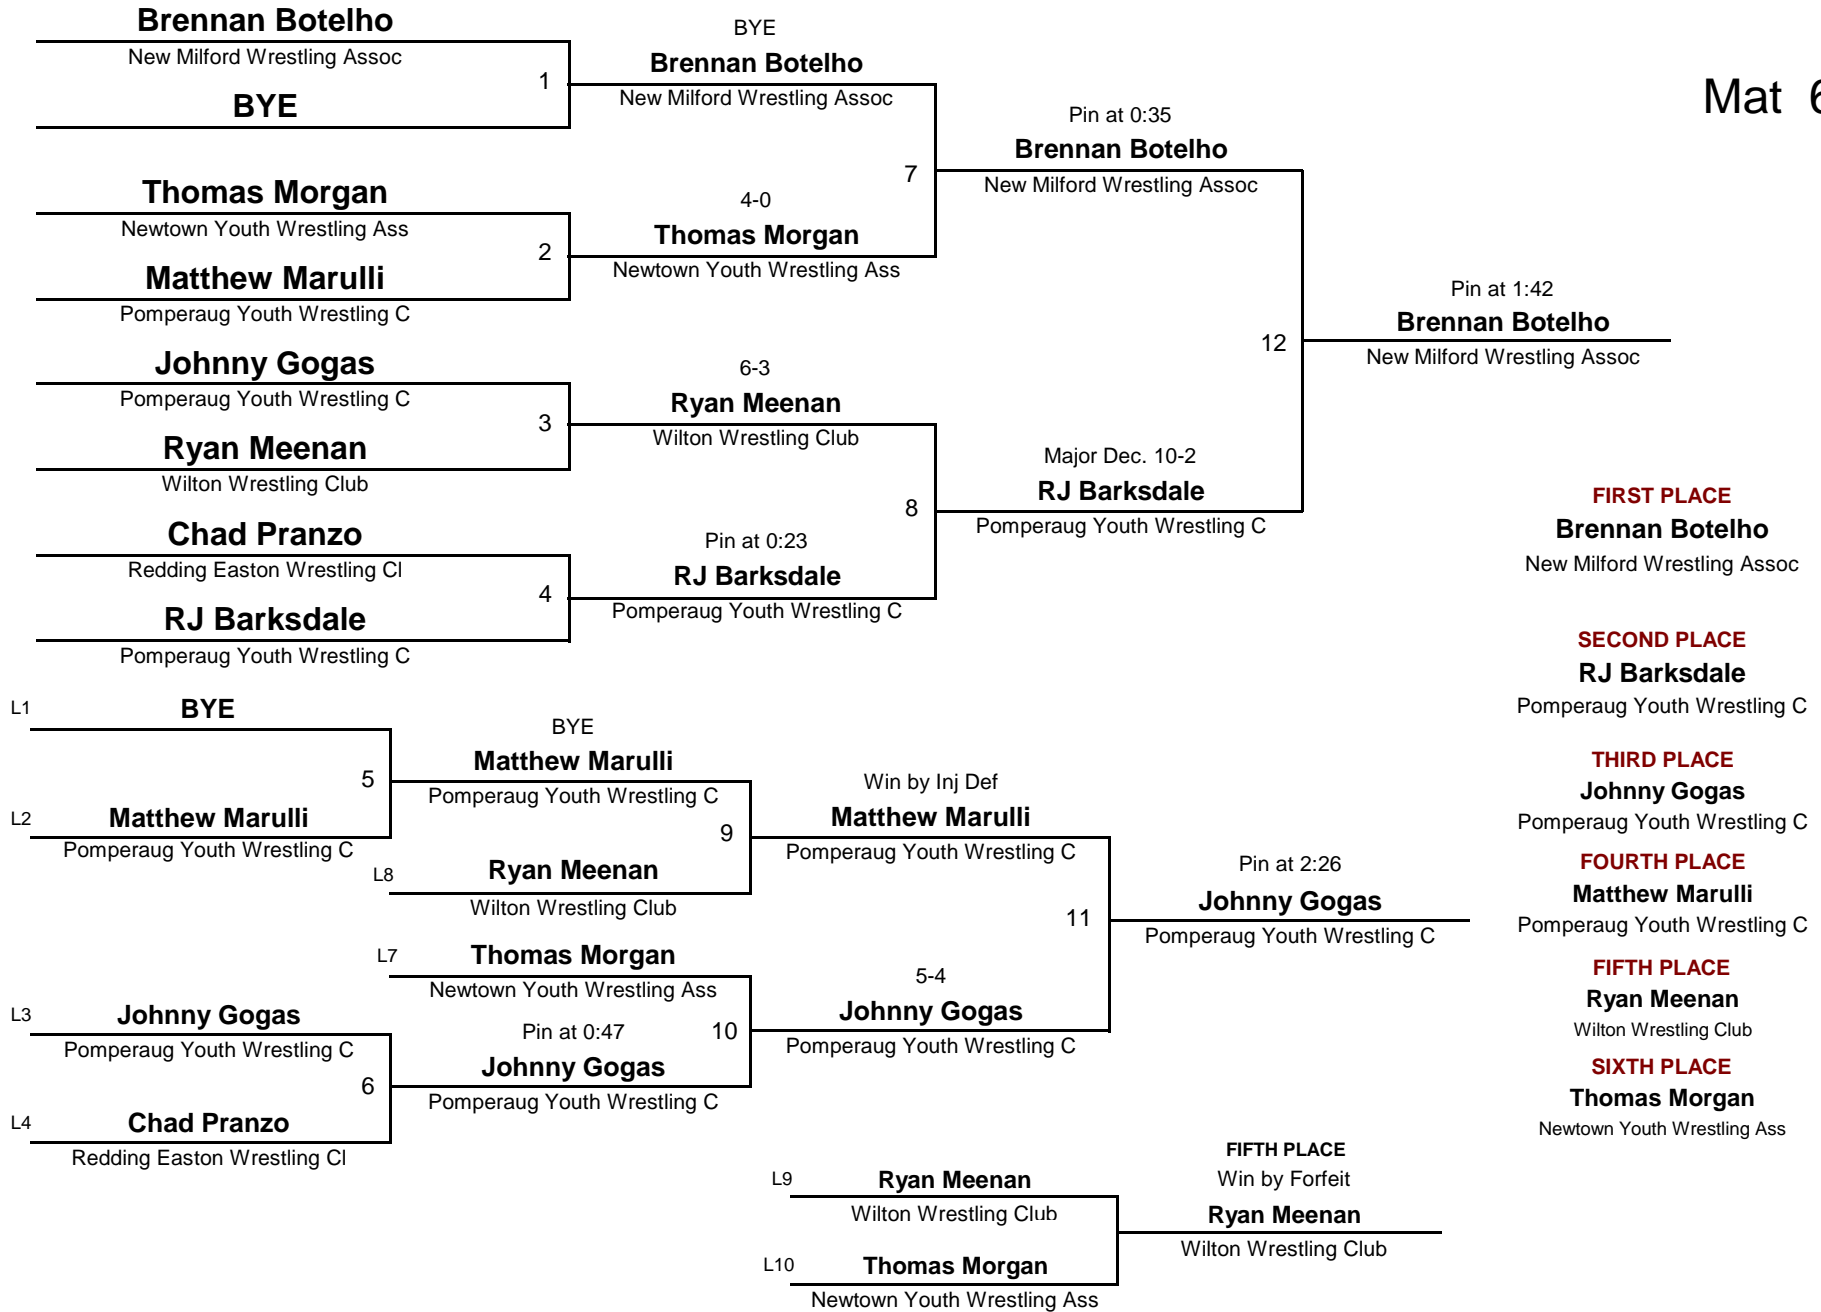 Brennan Botelho
New Milford Wrestling Assoc
1
BYE
BYE
Brennan Botelho
New Milford Wrestling Assoc
Mat 6
Thomas Morgan
Newtown Youth Wrestling Ass
2
Matthew Marulli
Pomperaug Youth Wrestling C
4-0
Thomas Morgan
Newtown Youth Wrestling Ass
7
Pin at 0:35
Brennan Botelho
New Milford Wrestling Assoc
Johnny Gogas
Pomperaug Youth Wrestling C
3
Ryan Meenan
Wilton Wrestling Club
6-3
Ryan Meenan
Wilton Wrestling Club
Chad Pranzo
Redding Easton Wrestling Cl
4
RJ Barksdale
Pomperaug Youth Wrestling C
Pin at 0:23
RJ Barksdale
Pomperaug Youth Wrestling C
8
Major Dec. 10-2
RJ Barksdale
Pomperaug Youth Wrestling C
12
Pin at 1:42
Brennan Botelho
New Milford Wrestling Assoc
FIRST PLACE
Brennan Botelho
New Milford Wrestling Assoc
SECOND PLACE
RJ Barksdale
Pomperaug Youth Wrestling C
THIRD PLACE
Johnny Gogas
Pomperaug Youth Wrestling C
FOURTH PLACE
Matthew Marulli
Pomperaug Youth Wrestling C
FIFTH PLACE
Ryan Meenan
Wilton Wrestling Club
SIXTH PLACE
Thomas Morgan
Newtown Youth Wrestling Ass
L1
BYE
5
L2
Matthew Marulli
Pomperaug Youth Wrestling C
BYE
Matthew Marulli
Pomperaug Youth Wrestling C
9
L8
Ryan Meenan
Wilton Wrestling Club
Win by Inj Def
Matthew Marulli
Pomperaug Youth Wrestling C
L7
Thomas Morgan
Newtown Youth Wrestling Ass
L3
Johnny Gogas
Pomperaug Youth Wrestling C
6
L4
Chad Pranzo
Redding Easton Wrestling Cl
Pin at 0:47
10
Johnny Gogas
Pomperaug Youth Wrestling C
5-4
Johnny Gogas
Pomperaug Youth Wrestling C
11
Pin at 2:26
Johnny Gogas
Pomperaug Youth Wrestling C
L9
Ryan Meenan
Wilton Wrestling Club
L10
Thomas Morgan
Newtown Youth Wrestling Ass
FIFTH PLACE
Win by Forfeit
Ryan Meenan
Wilton Wrestling Club